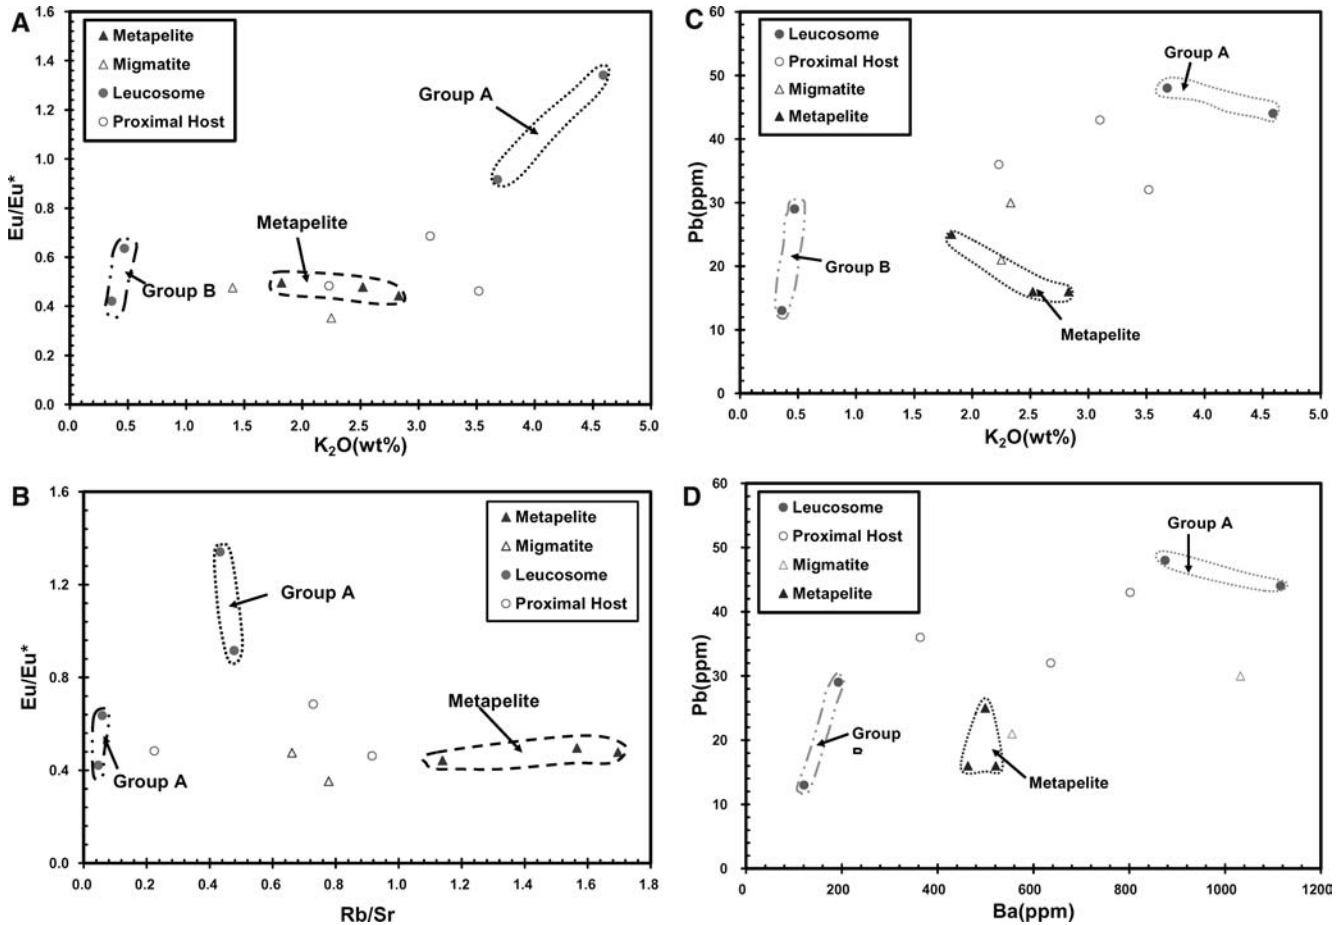 A
1.6
1.4
1.2
1.0
0.8
0.6
0.4
0.2
0.0
Eu/Eu*
Metapelite
Migmatite
Leucosome
Proximal Host
Group A
Metapelite
Group B
0.0 0.5 1.0 1.5 2.0 2.5 3.0 3.5 4.0 4.5 5.0
K₂O(wt%)
C
60
50
40
30
20
10
0
Pb(ppm)
Leucosome
Proximal Host
Migmatite
Metapelite
Group A
Group B
Metapelite
0.0 0.5 1.0 1.5 2.0 2.5 3.0 3.5 4.0 4.5 5.0
K₂O(wt%)
B
1.6
1.2
0.8
0.4
0.0
Eu/Eu*
Metapelite
Migmatite
Leucosome
Proximal Host
Group A
Metapelite
Group A
0.0 0.2 0.4 0.6 0.8 1.0 1.2 1.4 1.6 1.8
Rb/Sr
D
60
50
40
30
20
10
0
Pb(ppm)
Leucosome
Proximal Host
Migmatite
Metapelite
Group A
Group
Metapelite
0 200 400 600 800 1000 1200
Ba(ppm)